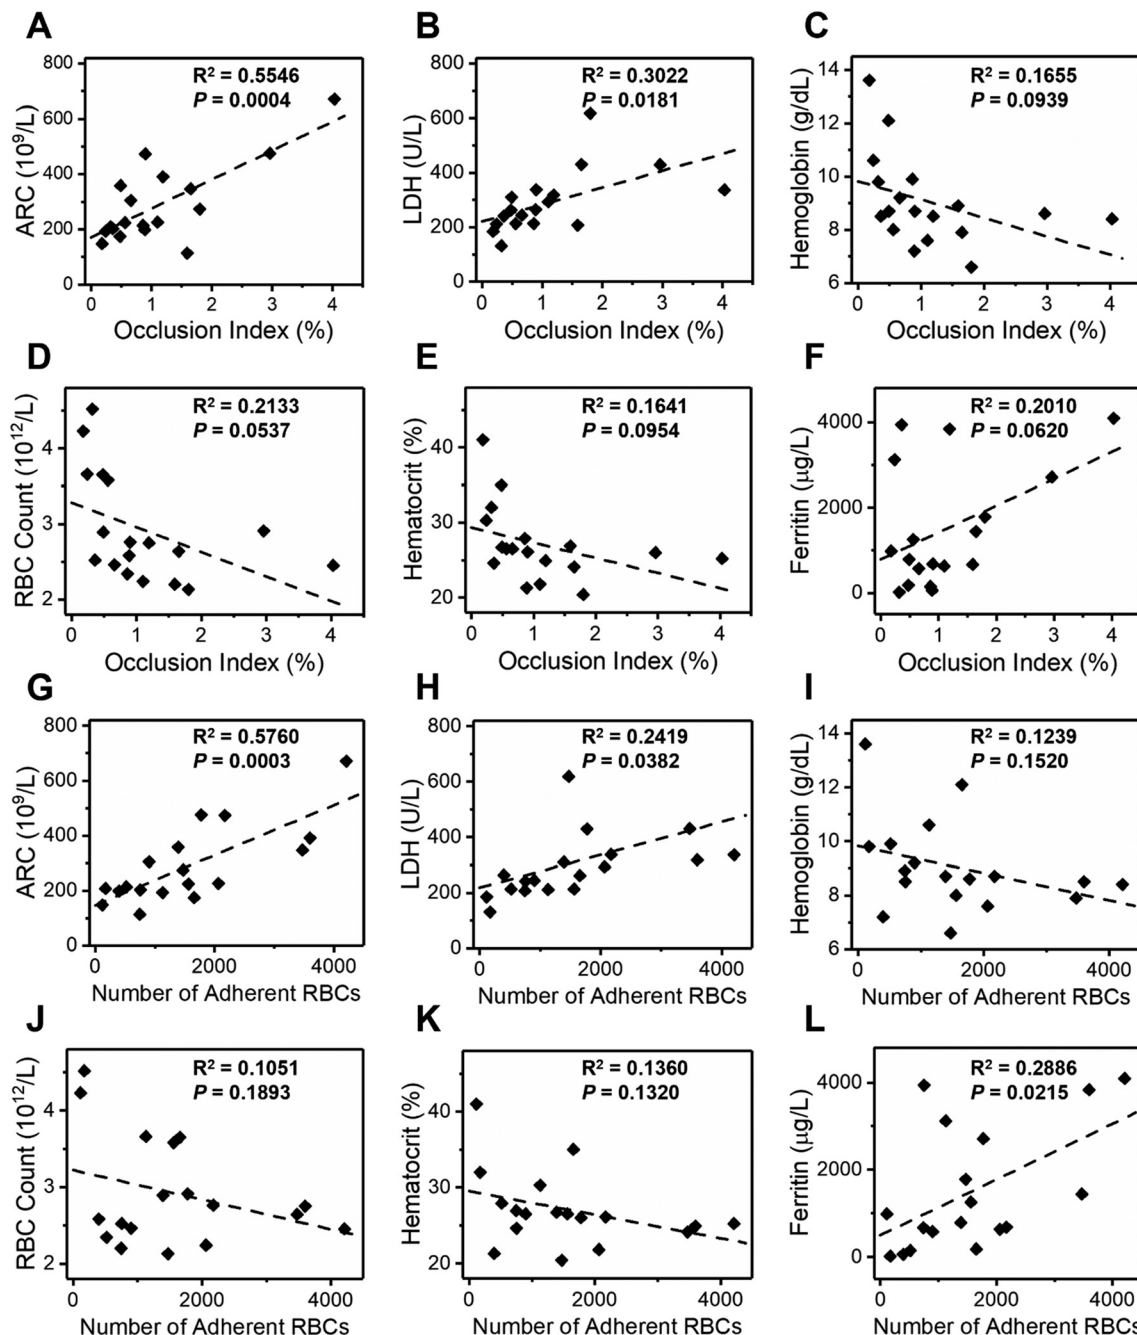 A
B
C
800
600
400
200
0
ARC (10⁹/L)
R² = 0.5546
P = 0.0004
0 1 2 3 4
Occlusion Index (%)
800
600
400
200
0
LDH (U/L)
R² = 0.3022
P = 0.0181
0 1 2 3 4
Occlusion Index (%)
14
12
10
8
6
Hemoglobin (g/dL)
R² = 0.1655
P = 0.0939
0 1 2 3 4
Occlusion Index (%)
D
E
F
4
3
2
RBC Count (10¹²/L)
R² = 0.2133
P = 0.0537
0 1 2 3 4
Occlusion Index (%)
40
30
20
Hematocrit (%)
R² = 0.1641
P = 0.0954
0 1 2 3 4
Occlusion Index (%)
4000
2000
0
Ferritin (μg/L)
R² = 0.2010
P = 0.0620
0 1 2 3 4
Occlusion Index (%)
G
H
I
800
600
400
200
0
ARC (10⁹/L)
R² = 0.5760
P = 0.0003
0 2000 4000
Number of Adherent RBCs
800
600
400
200
0
LDH (U/L)
R² = 0.2419
P = 0.0382
0 2000 4000
Number of Adherent RBCs
14
12
10
8
6
Hemoglobin (g/dL)
R² = 0.1239
P = 0.1520
0 2000 4000
Number of Adherent RBCs
J
K
L
4
3
2
RBC Count (10¹²/L)
R² = 0.1051
P = 0.1893
0 2000 4000
Number of Adherent RBCs
40
30
20
Hematocrit (%)
R² = 0.1360
P = 0.1320
0 2000 4000
Number of Adherent RBCs
4000
2000
0
Ferritin (μg/L)
R² = 0.2886
P = 0.0215
0 2000 4000
Number of Adherent RBCs